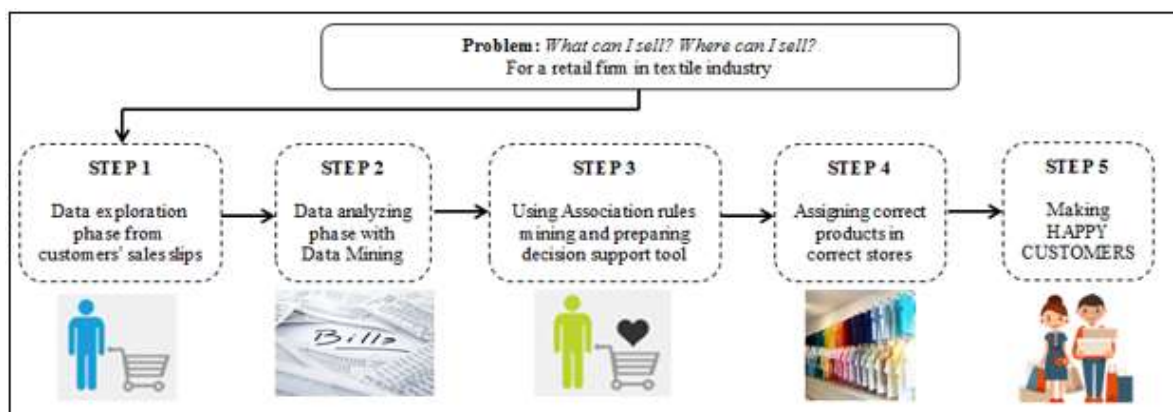 Problem: What can I sell? Where can I sell?
For a retail firm in textile industry
STEP 1
Data exploration
phase from
customers' sales slips
STEP 2
Data analyzing
phase with
Data Mining
STEP 3
Using Association rules
mining and preparing
decision support tool
STEP 4
Assigning correct
products in
correct stores
STEP 5
Making
HAPPY
CUSTOMERS
Bills